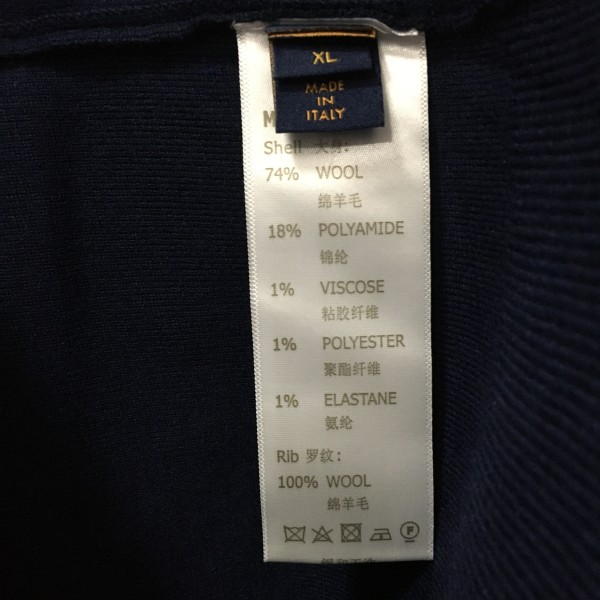 XL
MADE
IN
ITALY
M
Shell 大身:
74% WOOL
绵羊毛
18% POLYAMIDE
锦纶
1% VISCOSE
粘胶纤维
1% POLYESTER
聚酯纤维
1% ELASTANE
氨纶
Rib 罗纹:
100% WOOL
绵羊毛
F